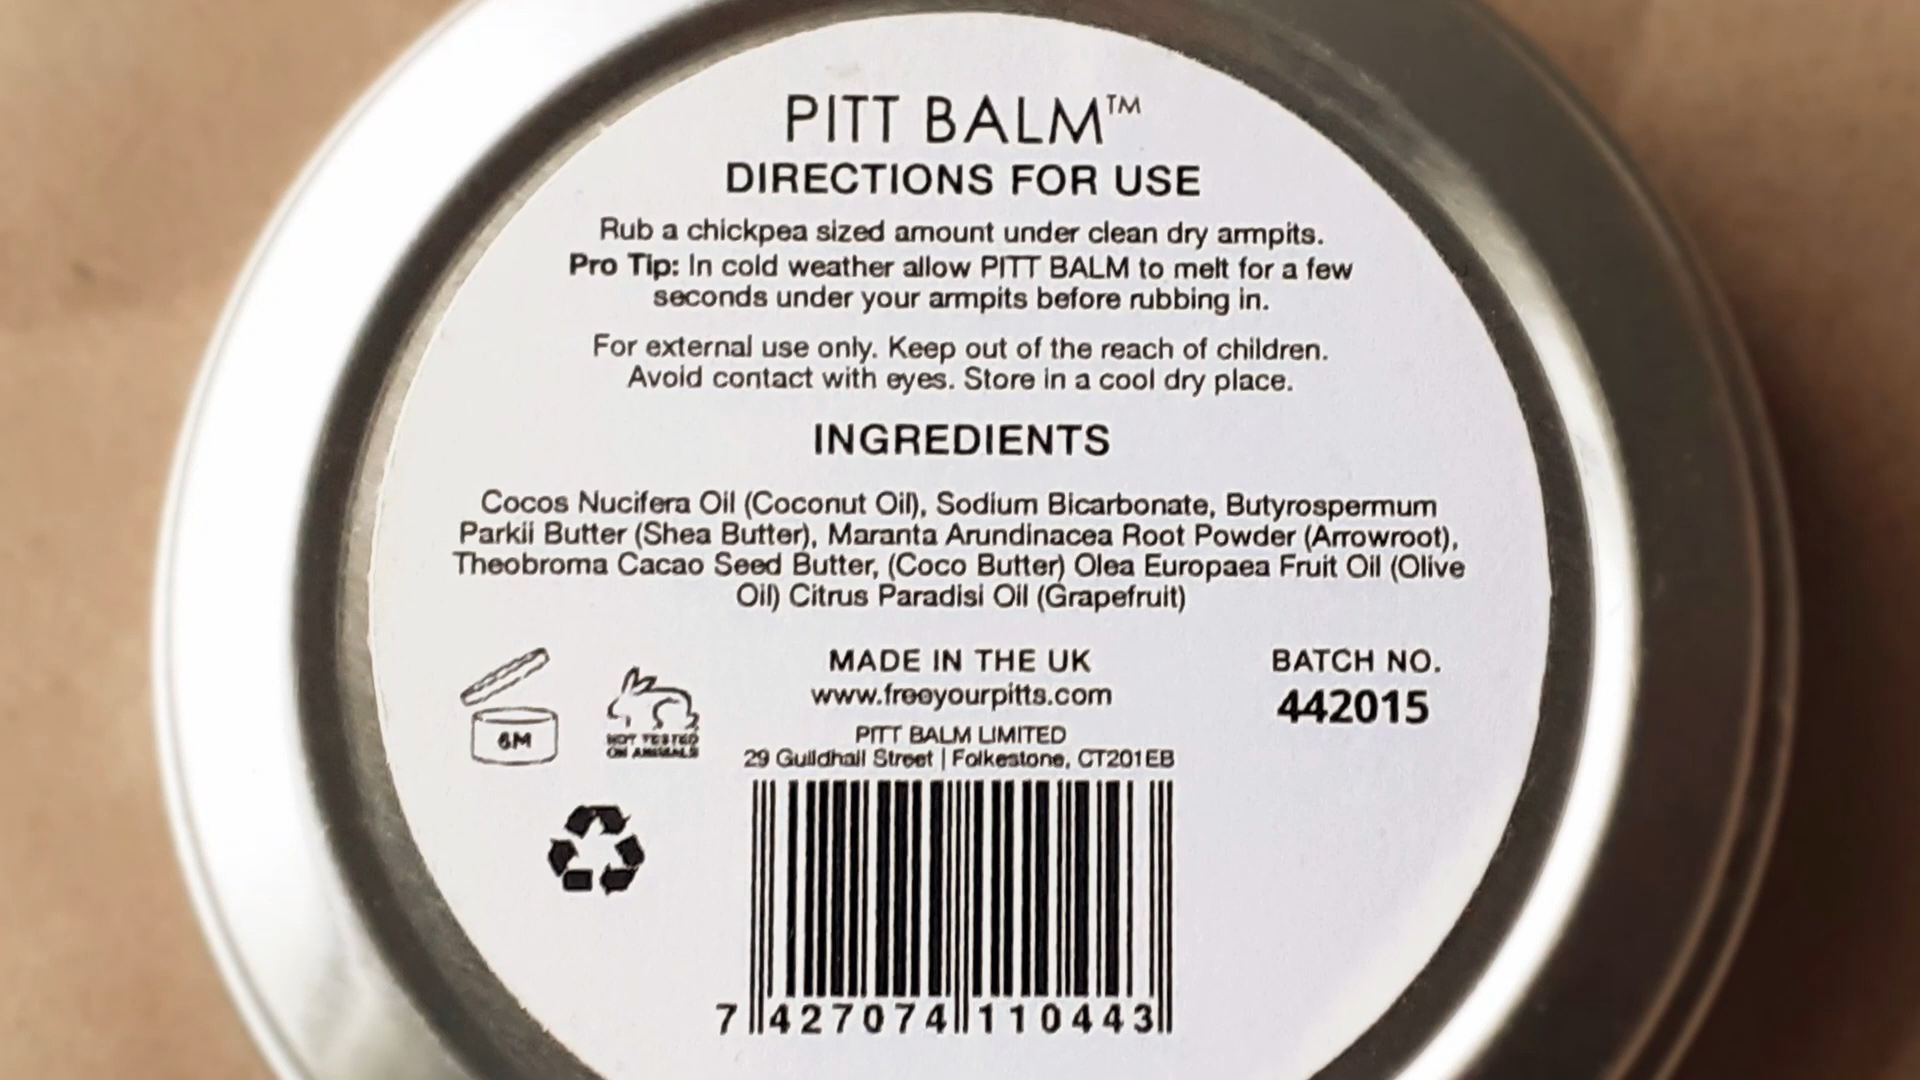 PITT BALM™
DIRECTIONS FOR USE
Rub a chickpea sized amount under clean dry armpits.
Pro Tip: In cold weather allow PITT BALM to melt for a few
seconds under your armpits before rubbing in.
For external use only. Keep out of the reach of children.
Avoid contact with eyes. Store in a cool dry place.
INGREDIENTS
Cocos Nucifera Oil (Coconut Oil), Sodium Bicarbonate, Butyrospermum
Parkii Butter (Shea Butter), Maranta Arundinacea Root Powder (Arrowroot),
Theobroma Cacao Seed Butter, (Coco Butter) Olea Europaea Fruit Oil (Olive
Oil) Citrus Paradisi Oil (Grapefruit)
6M
NOT TESTED
ON ANIMALS
MADE IN THE UK
www.freeyourpitts.com
PITT BALM LIMITED
29 Guildhall Street | Folkestone, CT201EB
BATCH NO.
442015
7 427074 110443